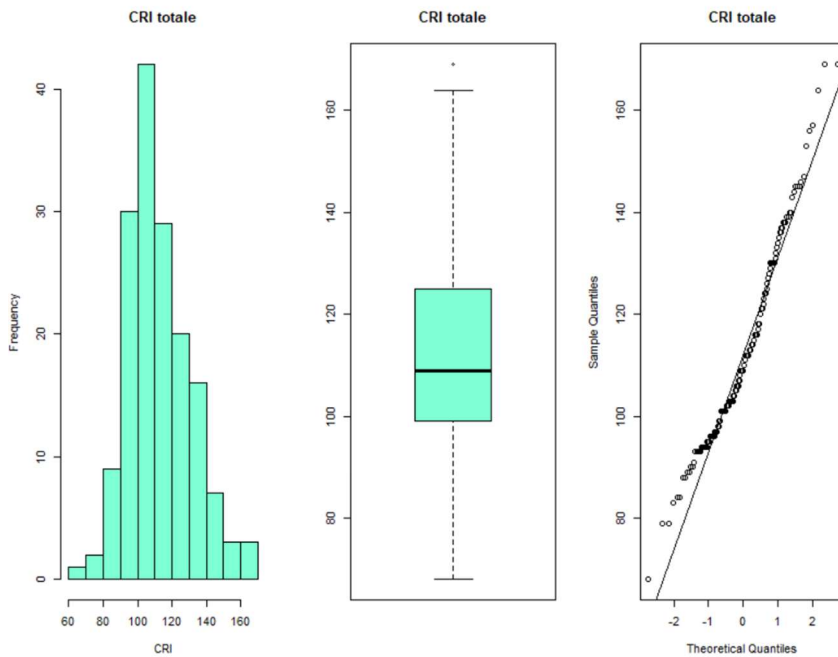 CRI totale
Frequency
40
30
20
10
0
60 80 100 120 140 160
CRI
CRI totale
160
140
120
100
80
CRI totale
Sample Quantiles
160
140
120
100
80
-2 -1 0 1 2
Theoretical Quantiles